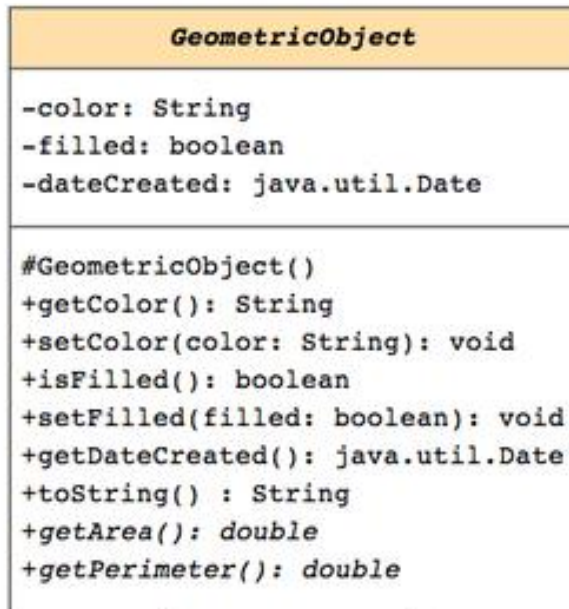 GeometricObject
-color: String
-filled: boolean
-dateCreated: java.util.Date
#GeometricObject()
+getColor(): String
+setColor(color: String): void
+isFilled(): boolean
+setFilled(filled: boolean): void
+getDateCreated(): java.util.Date
+toString() : String
+getArea(): double
+getPerimeter(): double